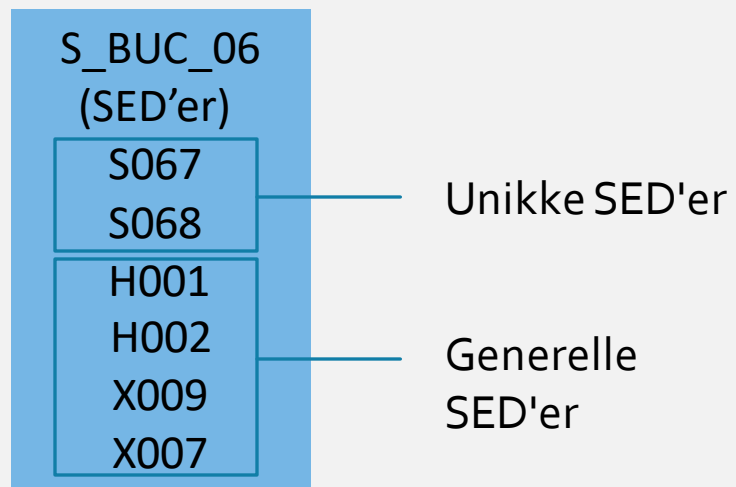 S_BUC_06
(SED’er)
S067
S068
H001
H002
X009
X007
Unikke SED'er
Generelle
SED'er